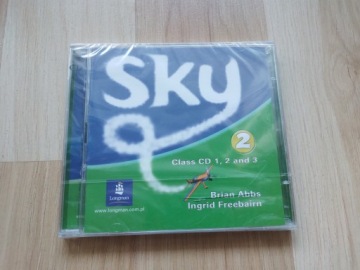 Sky
2
Class CD 1, 2 and 3
Brian Abbs
Ingrid Freebairn
Longman
www.longman.com.pl